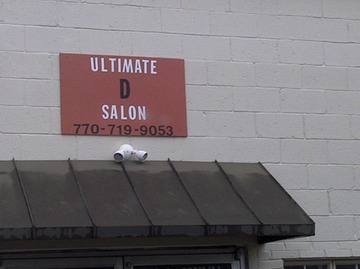 ULTIMATE
D
SALON
770-719-9053